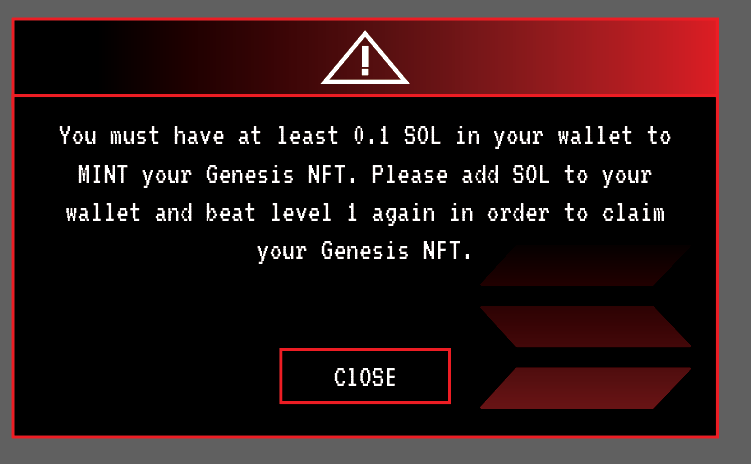 !
You must have at least 0.1 SOL in your wallet to
MINT your Genesis NFT. Please add SOL to your
wallet and beat level 1 again in order to claim
your Genesis NFT.
ClOSE